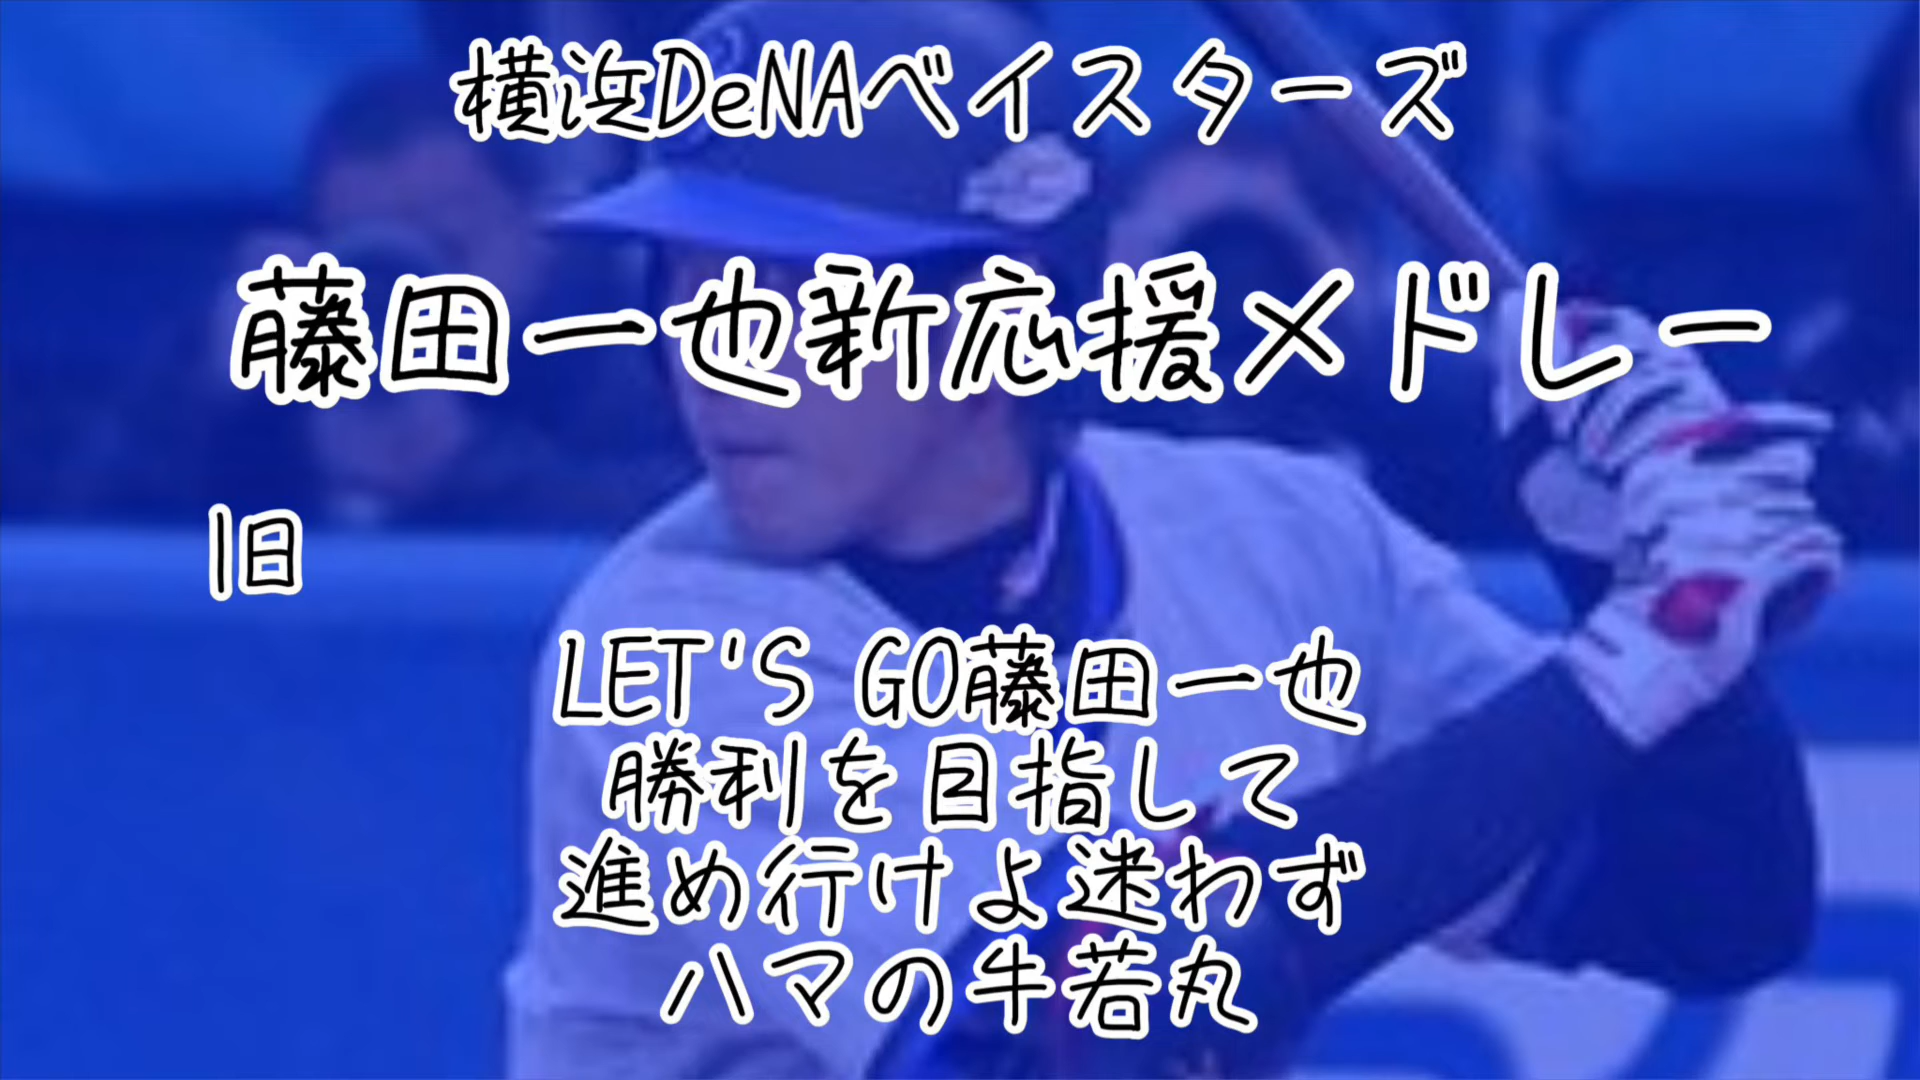 横浜DeNAベイスターズ
藤田一也新応援メドレー
旧
LET'S GO藤田一也
勝利を目指して
進め行けよ迷わず
ハマの牛若丸